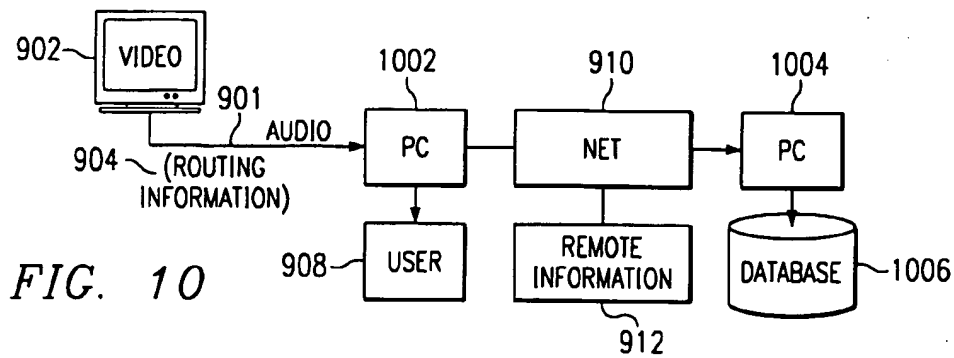 902
VIDEO
901
AUDIO
904
(ROUTING
INFORMATION)
1002
PC
910
NET
1004
PC
908
USER
REMOTE
INFORMATION
912
DATABASE
1006
FIG. 10